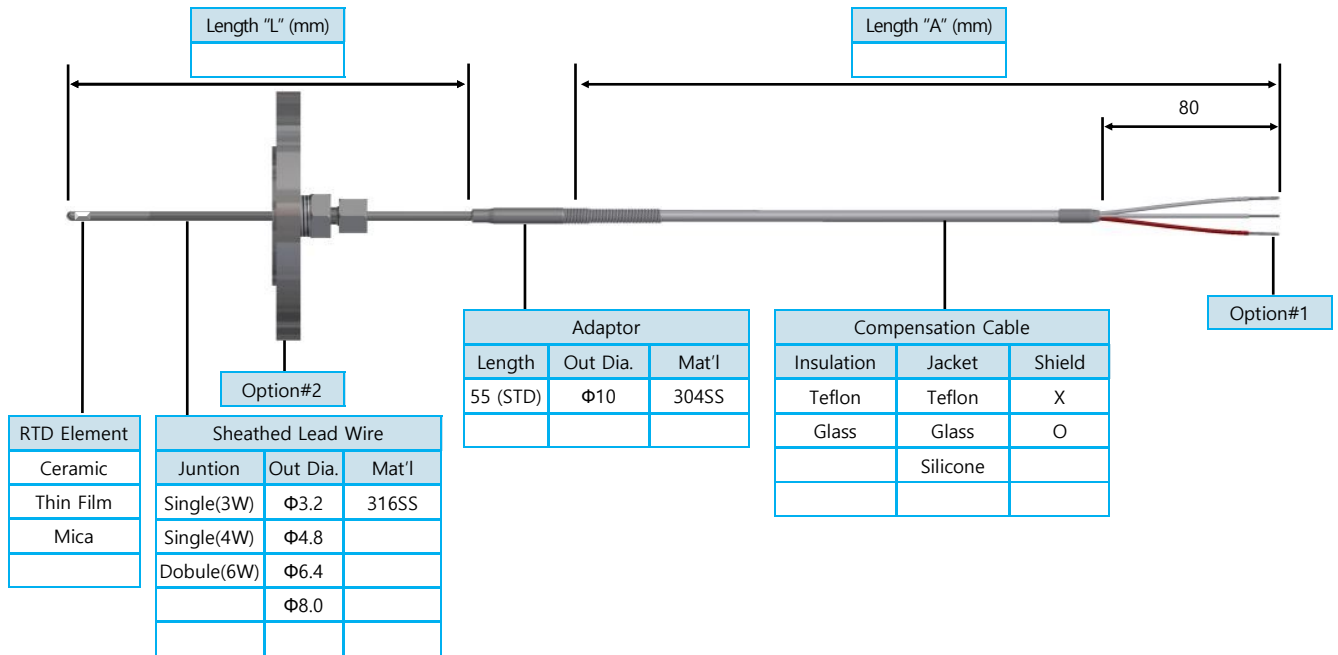 Length "L" (mm)
Length "A" (mm)
80
Option#1
Option#2
Adaptor
Length Out Dia. Mat'l
55 (STD) Φ10 304SS
Compensation Cable
Insulation Jacket Shield
Teflon Teflon X
Glass Glass O
Silicone
RTD Element
Ceramic
Thin Film
Mica
Sheathed Lead Wire
Juntion Out Dia. Mat'l
Single(3W) Φ3.2 316SS
Single(4W) Φ4.8
Dobule(6W) Φ6.4
Φ8.0